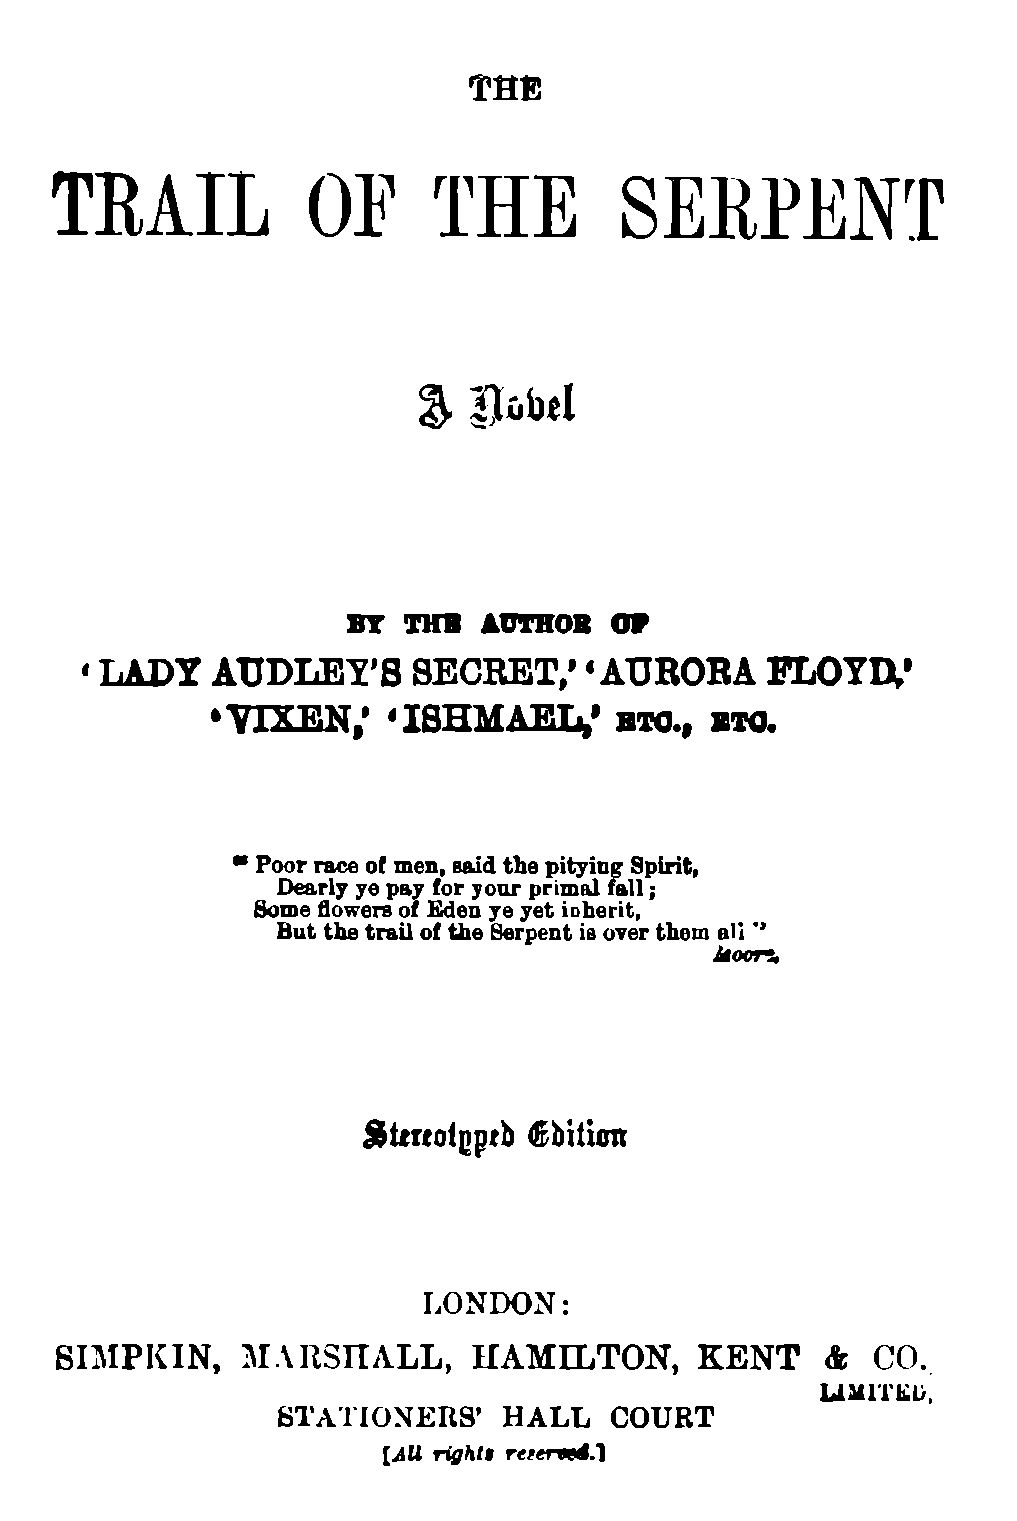 THE
TRAIL OF THE SERPENT
A Novel
BY THE AUTHOR OF
‘LADY AUDLEY’S SECRET,’ ‘AURORA FLOYD,’
‘VIXEN,’ ‘ISHMAEL,’ ETC., ETC.
“ Poor race of men, said the pitying Spirit,
Dearly ye pay for your primal fall;
Some flowers of Eden ye yet inherit,
But the trail of the Serpent is over them all ”
Moore.
Stereotyped Edition
LONDON:
SIMPKIN, MARSHALL, HAMILTON, KENT & CO.
LIMITED,
STATIONERS’ HALL COURT
[All rights reserved.]